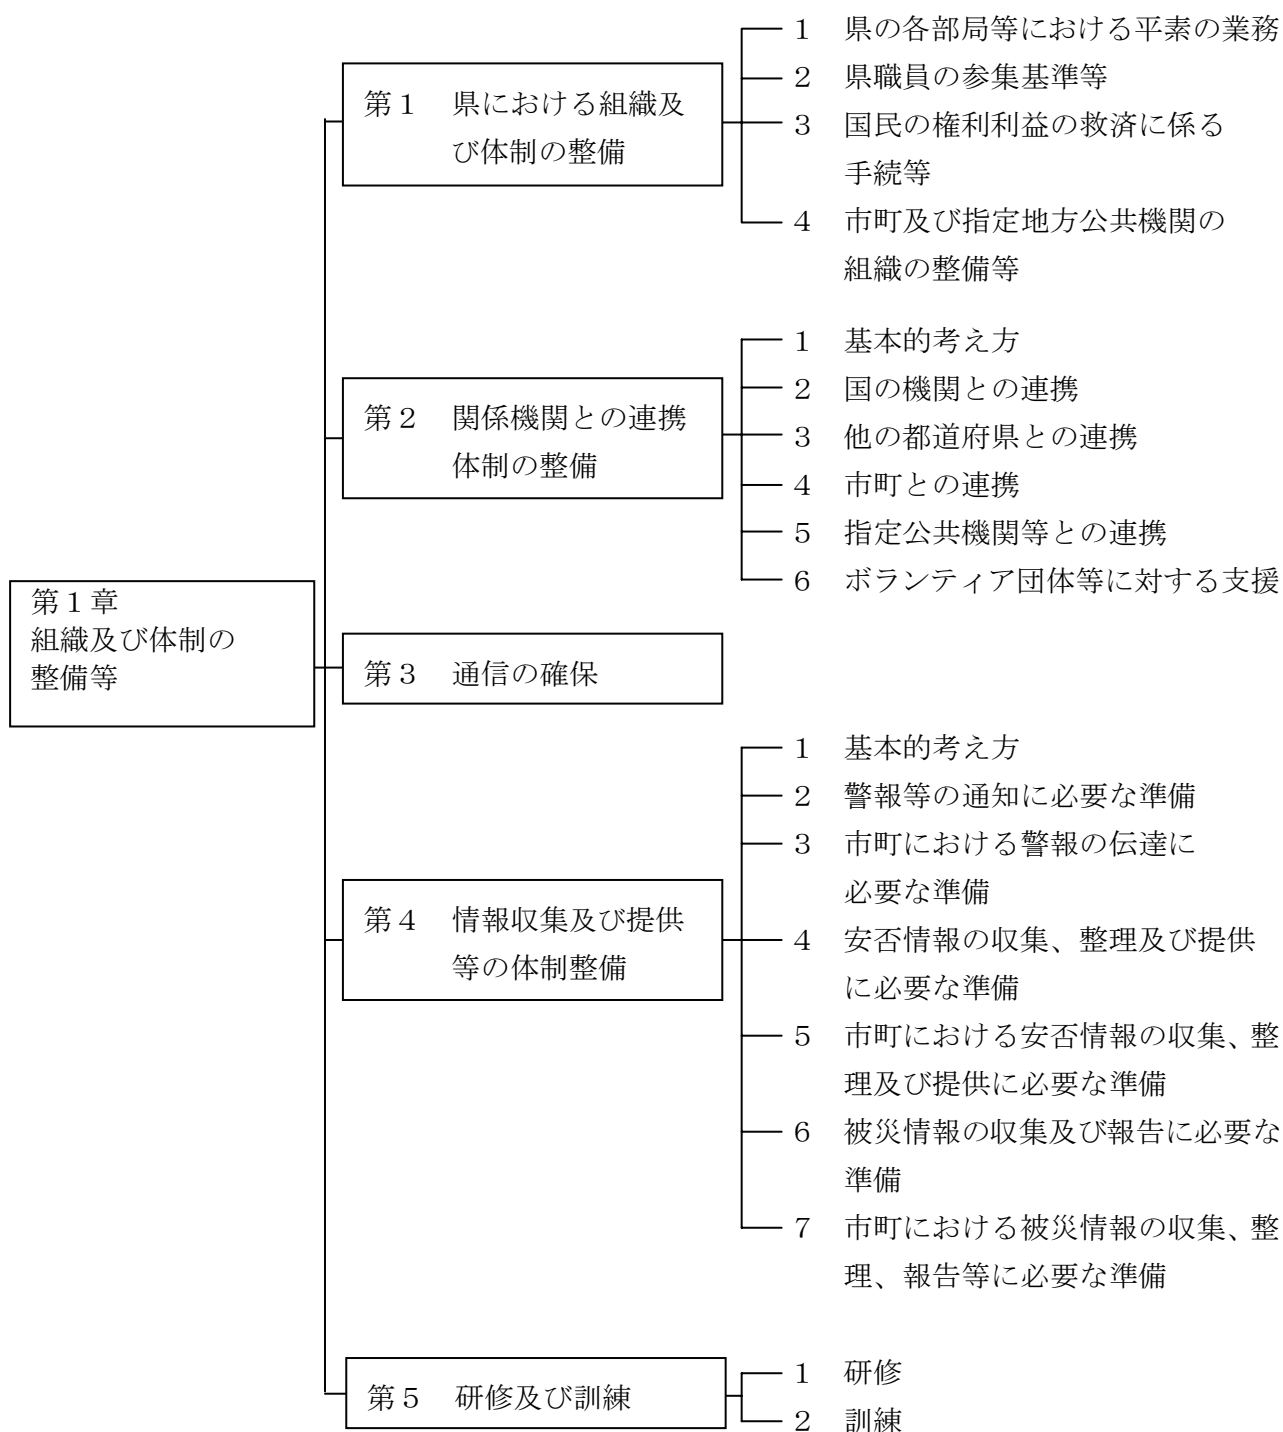 第１章
組織及び体制の
整備等
第１　県における組織及
び体制の整備
１　県の各部局等における平素の業務
２　県職員の参集基準等
３　国民の権利利益の救済に係る
手続等
４　市町及び指定地方公共機関の
組織の整備等
第２　関係機関との連携
体制の整備
１　基本的考え方
２　国の機関との連携
３　他の都道府県との連携
４　市町との連携
５　指定公共機関等との連携
６　ボランティア団体等に対する支援
第３　通信の確保
第４　情報収集及び提供
等の体制整備
１　基本的考え方
２　警報等の通知に必要な準備
３　市町における警報の伝達に
必要な準備
４　安否情報の収集、整理及び提供
に必要な準備
５　市町における安否情報の収集、整
理及び提供に必要な準備
６　被災情報の収集及び報告に必要な
準備
７　市町における被災情報の収集、整
理、報告等に必要な準備
第５　研修及び訓練
１　研修
２　訓練